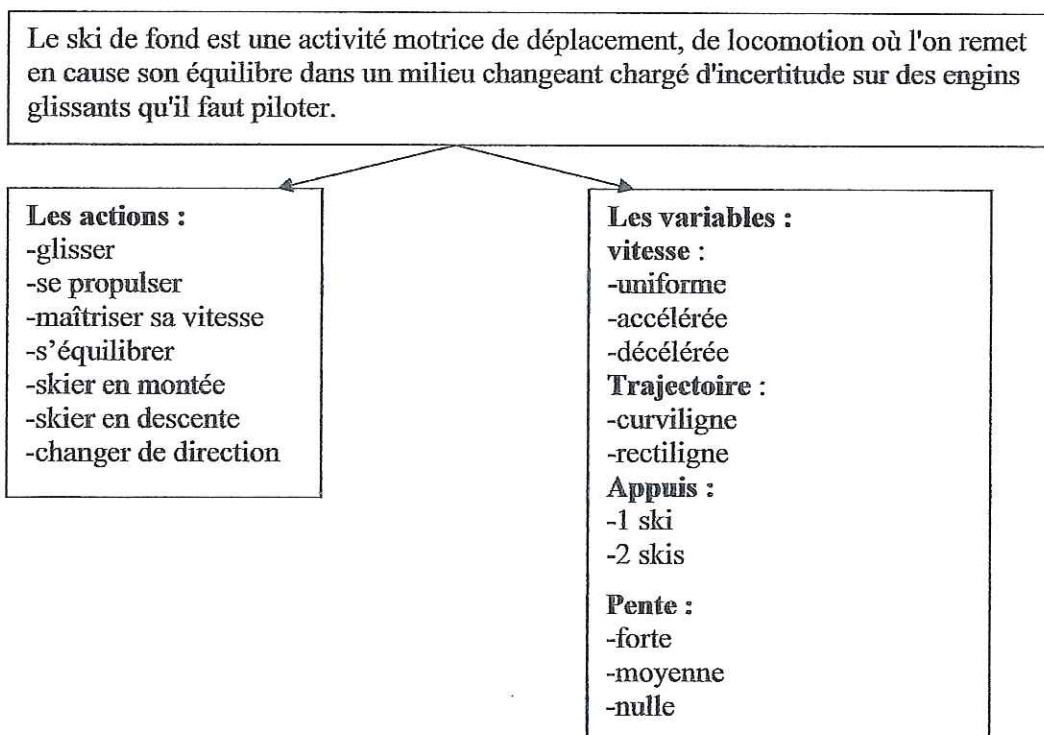 Le ski de fond est une activité motrice de déplacement, de locomotion où l'on remet
en cause son équilibre dans un milieu changeant chargé d'incertitude sur des engins
glissants qu'il faut piloter.
Les actions :
-glisser
-se propulser
-maîtriser sa vitesse
-s'équilibrer
-skier en montée
-skier en descente
-changer de direction
Les variables :
vitesse :
-uniforme
-accélérée
-décélérée
Trajectoire :
-curviligne
-rectiligne
Appuis :
-1 ski
-2 skis
Pente :
-forte
-moyenne
-nulle